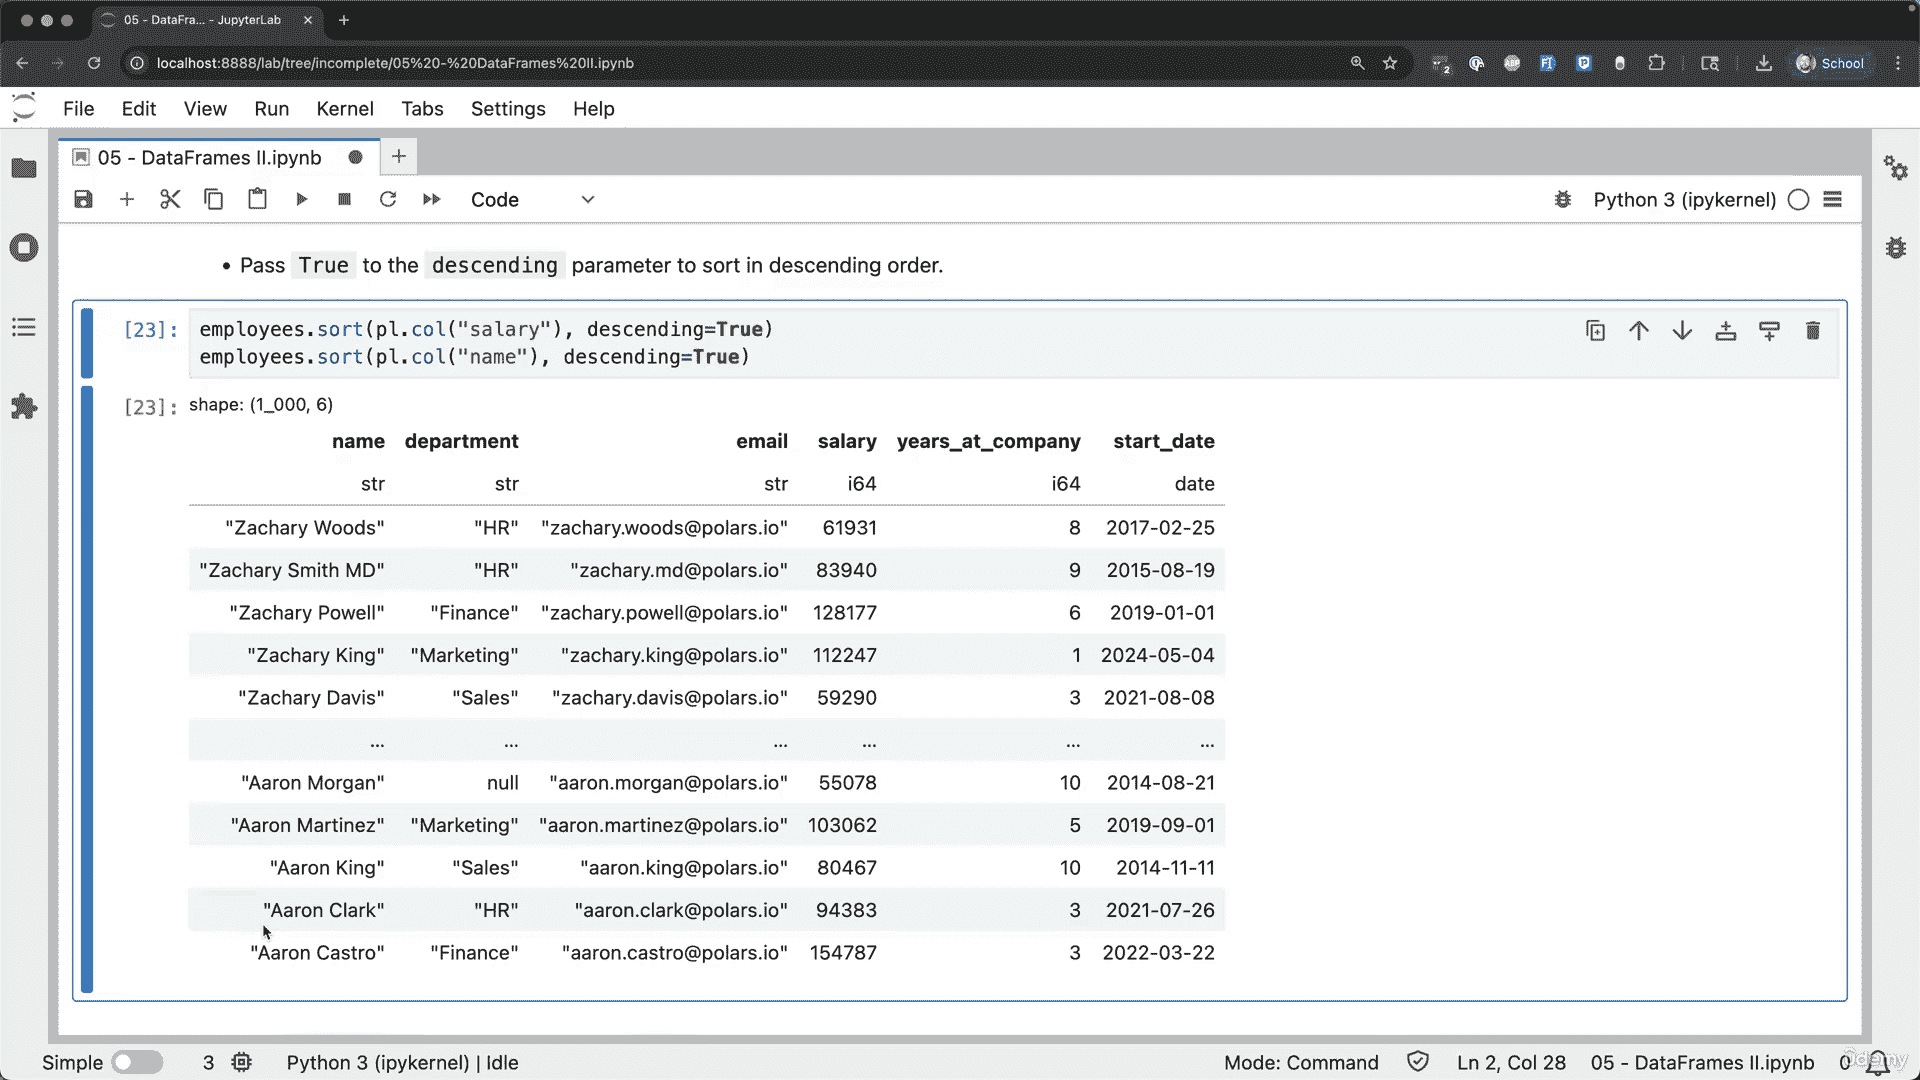 05 - DataFra... - JupyterLab
localhost:8888/lab/tree/incomplete/05%20-%20DataFrames%20II.ipynb
2
School
File Edit View Run Kernel Tabs Settings Help
05 - DataFrames II.ipynb
Code
Python 3 (ipykernel)
• Pass True to the descending parameter to sort in descending order.
[23]: employees.sort(pl.col("salary"), descending=True)
employees.sort(pl.col("name"), descending=True)
[23]: shape: (1_000, 6)
name department email salary years_at_company start_date
str str str i64 i64 date
"Zachary Woods" "HR" "zachary.woods@polars.io" 61931 8 2017-02-25
"Zachary Smith MD" "HR" "zachary.md@polars.io" 83940 9 2015-08-19
"Zachary Powell" "Finance" "zachary.powell@polars.io" 128177 6 2019-01-01
"Zachary King" "Marketing" "zachary.king@polars.io" 112247 1 2024-05-04
"Zachary Davis" "Sales" "zachary.davis@polars.io" 59290 3 2021-08-08
... ... ... ... ... ...
"Aaron Morgan" null "aaron.morgan@polars.io" 55078 10 2014-08-21
"Aaron Martinez" "Marketing" "aaron.martinez@polars.io" 103062 5 2019-09-01
"Aaron King" "Sales" "aaron.king@polars.io" 80467 10 2014-11-11
"Aaron Clark" "HR" "aaron.clark@polars.io" 94383 3 2021-07-26
"Aaron Castro" "Finance" "aaron.castro@polars.io" 154787 3 2022-03-22
Simple 3 Python 3 (ipykernel) | Idle Mode: Command Ln 2, Col 28 05 - DataFrames II.ipynb 0